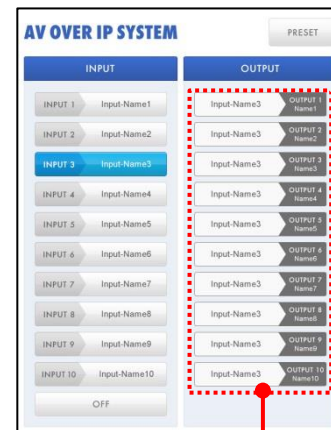 AV OVER IP SYSTEM PRESET
INPUT OUTPUT
INPUT 1 Input-Name1 Input-Name3 OUTPUT 1 Name1
INPUT 2 Input-Name2 Input-Name3 OUTPUT 2 Name2
INPUT 3 Input-Name3 Input-Name3 OUTPUT 3 Name3
INPUT 4 Input-Name4 Input-Name3 OUTPUT 4 Name4
INPUT 5 Input-Name5 Input-Name3 OUTPUT 5 Name5
INPUT 6 Input-Name6 Input-Name3 OUTPUT 6 Name6
INPUT 7 Input-Name7 Input-Name3 OUTPUT 7 Name7
INPUT 8 Input-Name8 Input-Name3 OUTPUT 8 Name8
INPUT 9 Input-Name9 Input-Name3 OUTPUT 9 Name9
INPUT 10 Input-Name10 Input-Name3 OUTPUT 10 Name10
OFF